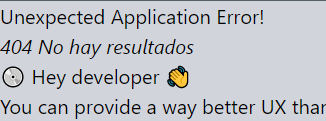 Unexpected Application Error!
404 No hay resultados
💿 Hey developer 👋
You can provide a way better UX than